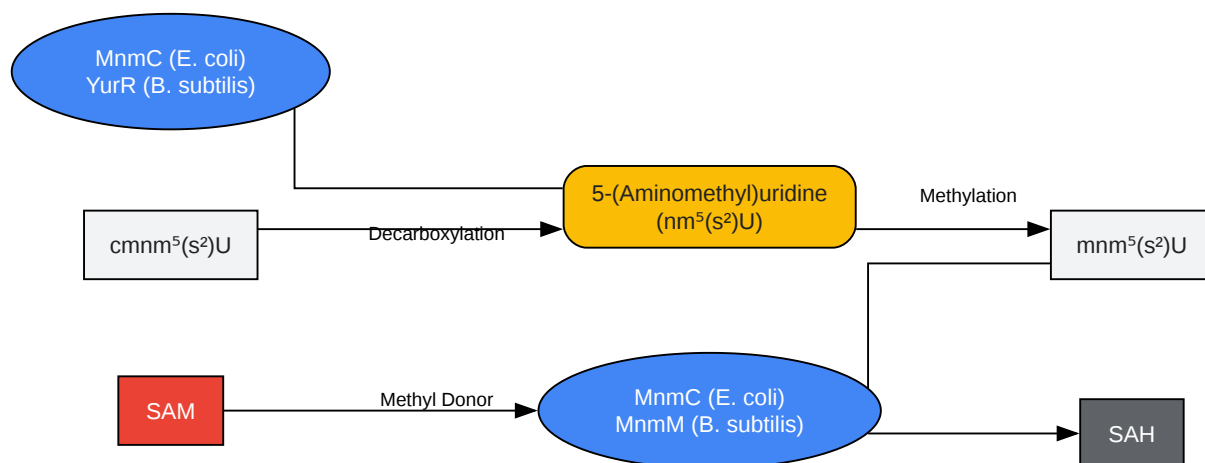 MnmC (E. coli)
YurR (B. subtilis)
5-(Aminomethyl)uridine
(nm⁵(s²)U)
Methylation
Decarboxylation
cmnm⁵(s²)U
mnm⁵(s²)U
SAM
Methyl Donor
MnmC (E. coli)
MnmM (B. subtilis)
SAH